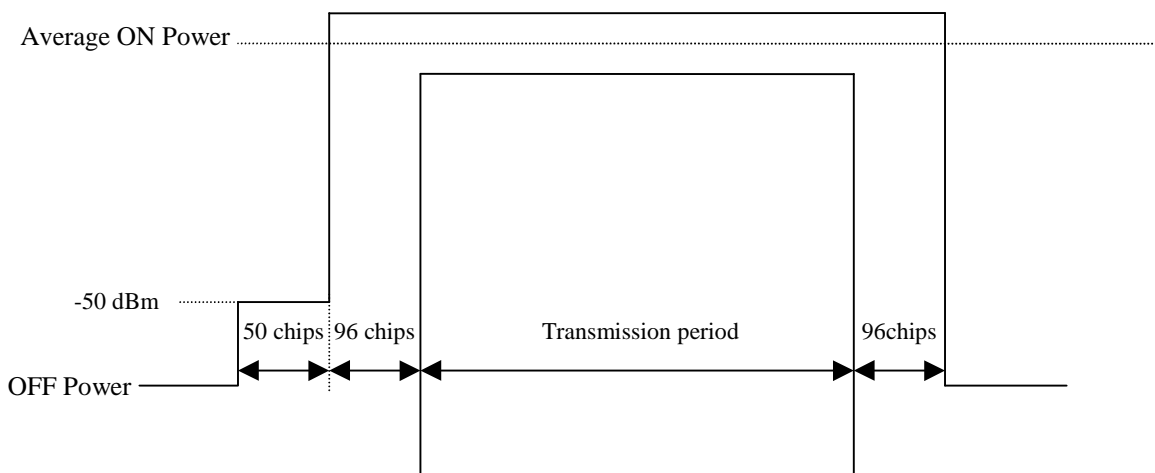 Average ON Power
-50 dBm
50 chips
96 chips
Transmission period
96chips
OFF Power